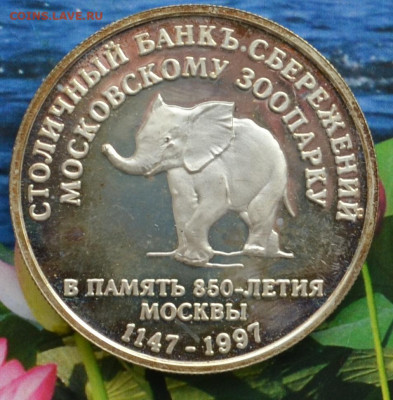 COINS.LAVE.RU
СТОЛИЧНЫЙ БАНКЪ.СБЕРЕЖЕНИЙ
МОСКОВСКОМУ ЗООПАРКУ
В ПАМЯТЬ 850-ЛЕТИЯ
МОСКВЫ
1147-1997